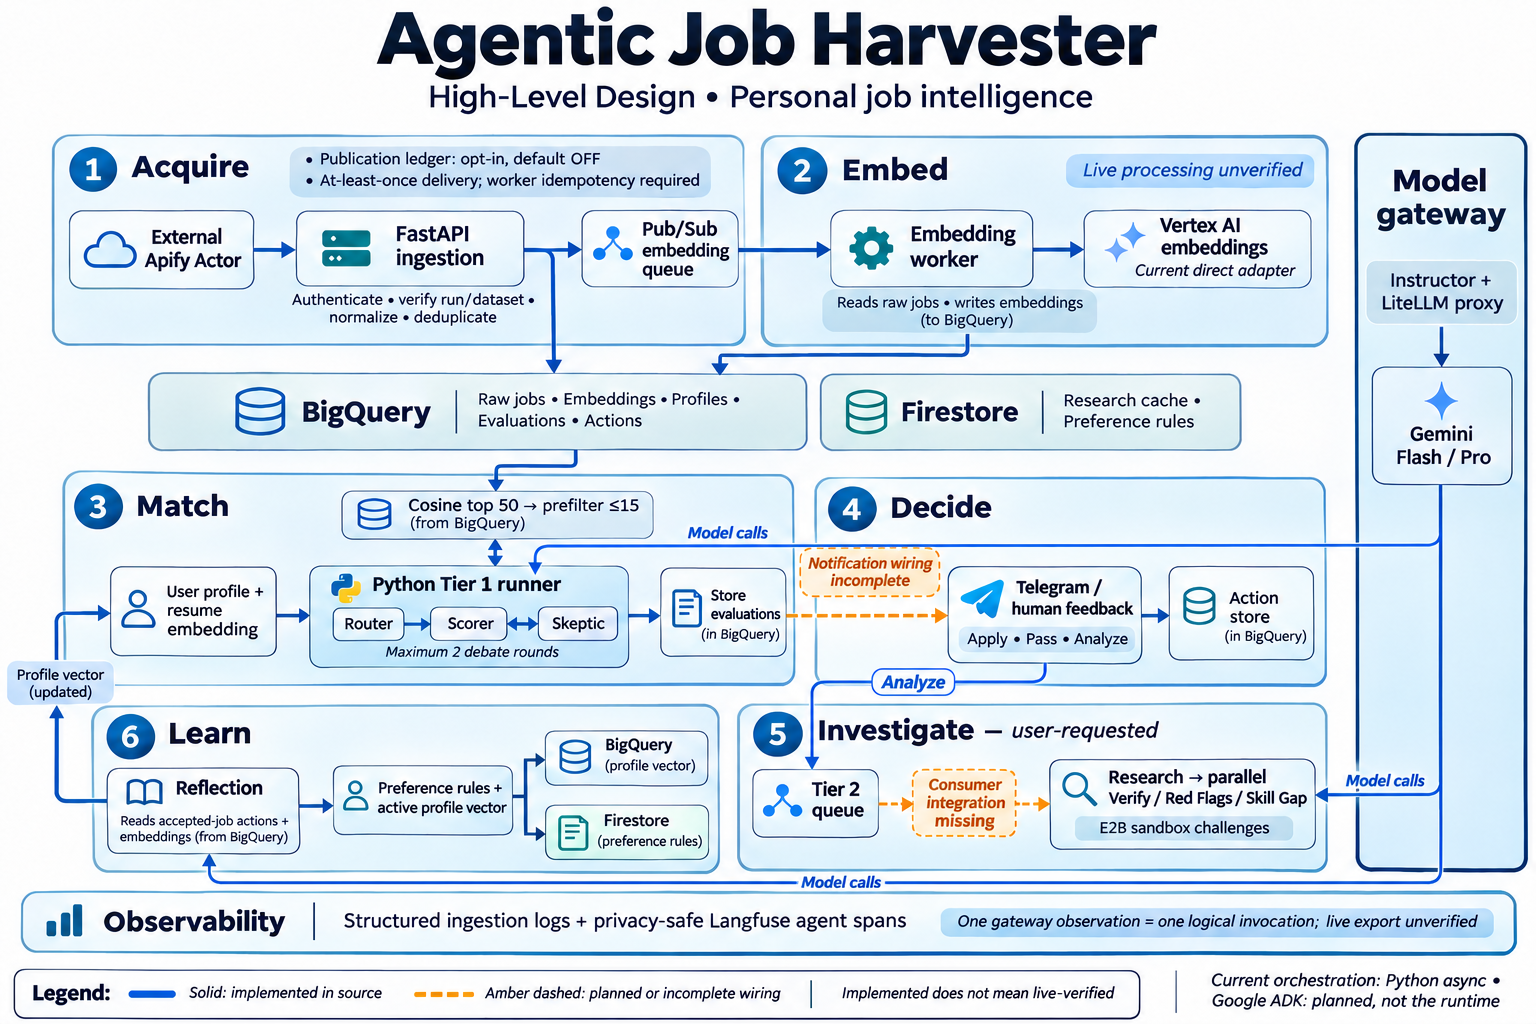 Agentic Job Harvester
High-Level Design • Personal job intelligence
1 Acquire
• Publication ledger: opt-in, default OFF
• At-least-once delivery; worker idempotency required
External
Apify Actor
FastAPI
ingestion
Authenticate • verify run/dataset •
normalize • deduplicate
Pub/Sub
embedding
queue
2 Embed
Live processing unverified
Embedding
worker
Reads raw jobs • writes embeddings
(to BigQuery)
Vertex AI
embeddings
Current direct adapter
Model
gateway
Instructor +
LiteLLM proxy
Gemini
Flash / Pro
BigQuery
Raw jobs • Embeddings • Profiles •
Evaluations • Actions
Firestore
Research cache •
Preference rules
3 Match
Cosine top 50 → prefilter ≤15
(from BigQuery)
Model calls
User profile +
resume
embedding
Python Tier 1 runner
Router
Scorer
Skeptic
Maximum 2 debate rounds
Store
evaluations
(in BigQuery)
4 Decide
Notification wiring
incomplete
Telegram /
human feedback
Apply • Pass • Analyze
Action
store
(in BigQuery)
Analyze
Profile vector
(updated)
6 Learn
Reflection
Reads accepted-job actions +
embeddings (from BigQuery)
Preference rules +
active profile vector
BigQuery
(profile vector)
Firestore
(preference rules)
5 Investigate – user-requested
Tier 2
queue
Consumer
integration
missing
Research → parallel
Verify / Red Flags / Skill Gap
E2B sandbox challenges
Model calls
Model calls
Observability
Structured ingestion logs + privacy-safe Langfuse agent spans
One gateway observation = one logical invocation; live export unverified
Legend:
Solid: implemented in source
Amber dashed: planned or incomplete wiring
Implemented does not mean live-verified
Current orchestration: Python async •
Google ADK: planned, not the runtime